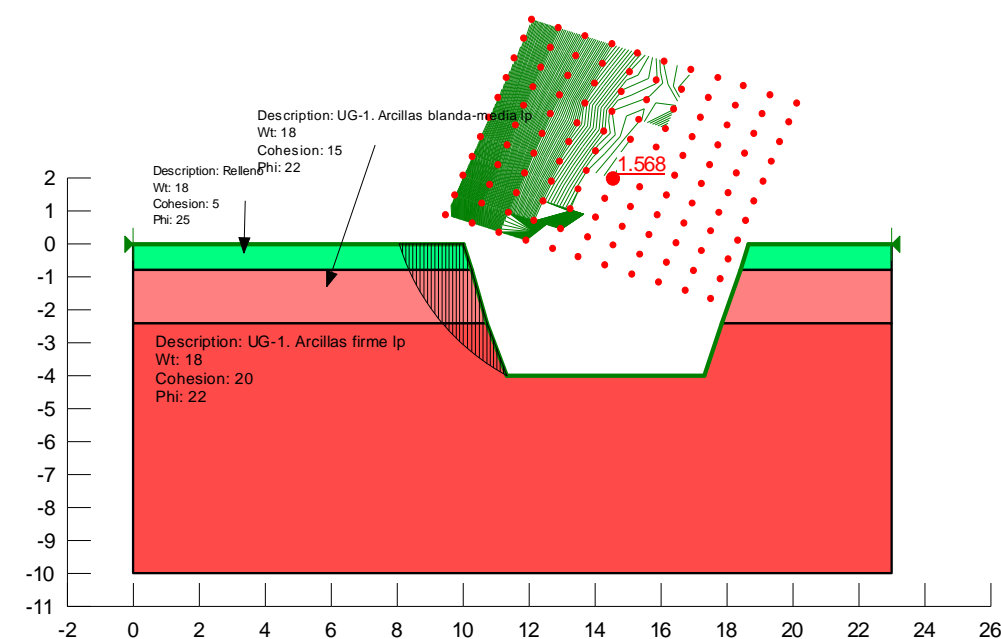 Description: UG-1. Arcillas blanda-media lp
Wt: 18
Cohesion: 15
Phi: 22
Description: Relleno
Wt: 18
Cohesion: 5
Phi: 25
1.568
Description: UG-1. Arcillas firme lp
Wt: 18
Cohesion: 20
Phi: 22
2
1
0
-1
-2
-3
-4
-5
-6
-7
-8
-9
-10
-11
-2 0 2 4 6 8 10 12 14 16 18 20 22 24 26